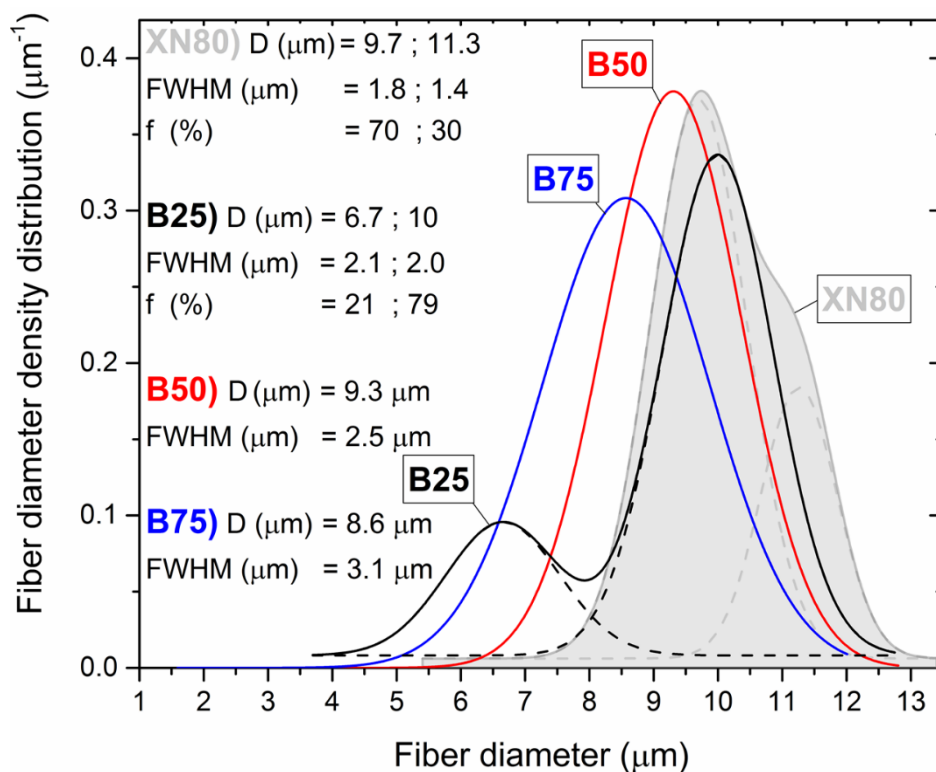 XN80) D (μm) = 9.7 ; 11.3
FWHM (μm) = 1.8 ; 1.4
f (%) = 70 ; 30
B25) D (μm) = 6.7 ; 10
FWHM (μm) = 2.1 ; 2.0
f (%) = 21 ; 79
B50) D (μm) = 9.3 μm
FWHM (μm) = 2.5 μm
B75) D (μm) = 8.6 μm
FWHM (μm) = 3.1 μm
B50
B75
XN80
B25
Fiber diameter density distribution (μm⁻¹)
0.4
0.3
0.2
0.1
0.0
1 2 3 4 5 6 7 8 9 10 11 12 13
Fiber diameter (μm)